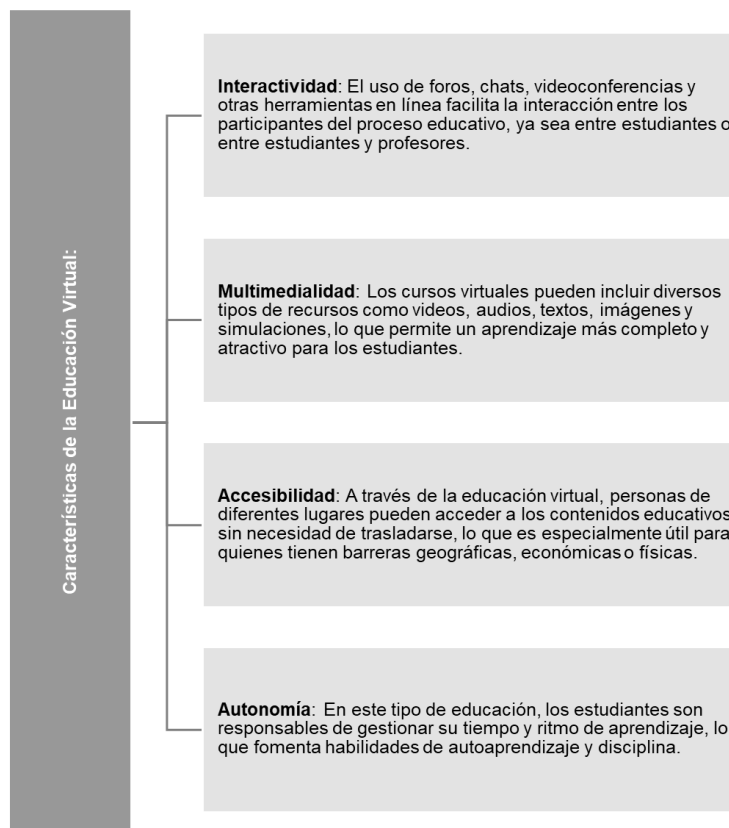 Características de la Educación Virtual:
Interactividad: El uso de foros, chats, videoconferencias y
otras herramientas en línea facilita la interacción entre los
participantes del proceso educativo, ya sea entre estudiantes o
entre estudiantes y profesores.
Multimedialidad: Los cursos virtuales pueden incluir diversos
tipos de recursos como videos, audios, textos, imágenes y
simulaciones, lo que permite un aprendizaje más completo y
atractivo para los estudiantes.
Accesibilidad: A través de la educación virtual, personas de
diferentes lugares pueden acceder a los contenidos educativos
sin necesidad de trasladarse, lo que es especialmente útil para
quienes tienen barreras geográficas, económicas o físicas.
Autonomía: En este tipo de educación, los estudiantes son
responsables de gestionar su tiempo y ritmo de aprendizaje, lo
que fomenta habilidades de autoaprendizaje y disciplina.